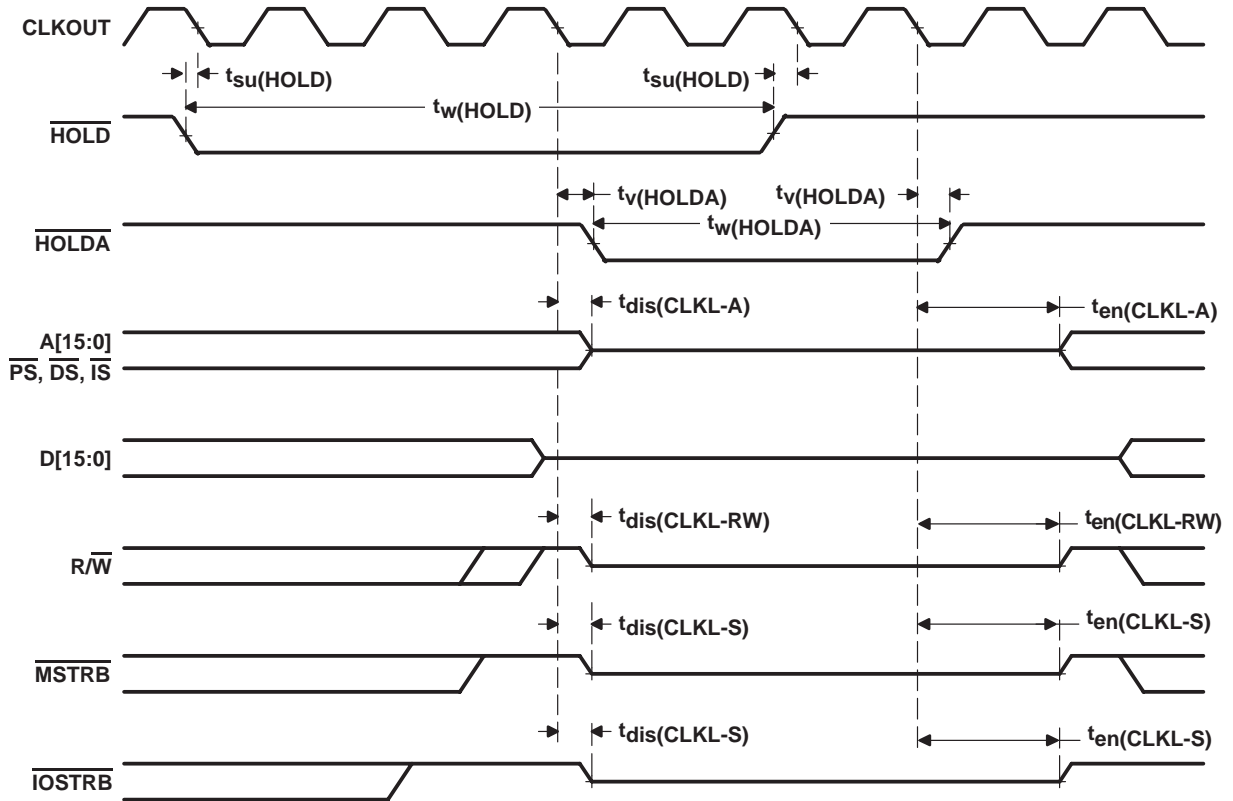 CLKOUT
tsu(HOLD)
tsu(HOLD)
tw(HOLD)
HOLD
tv(HOLDA)
tv(HOLDA)
tw(HOLDA)
HOLDA
tdis(CLKL-A)
ten(CLKL-A)
A[15:0]
PS, DS, IS
D[15:0]
tdis(CLKL-RW)
ten(CLKL-RW)
R/W
tdis(CLKL-S)
ten(CLKL-S)
MSTRB
tdis(CLKL-S)
ten(CLKL-S)
IOSTRB